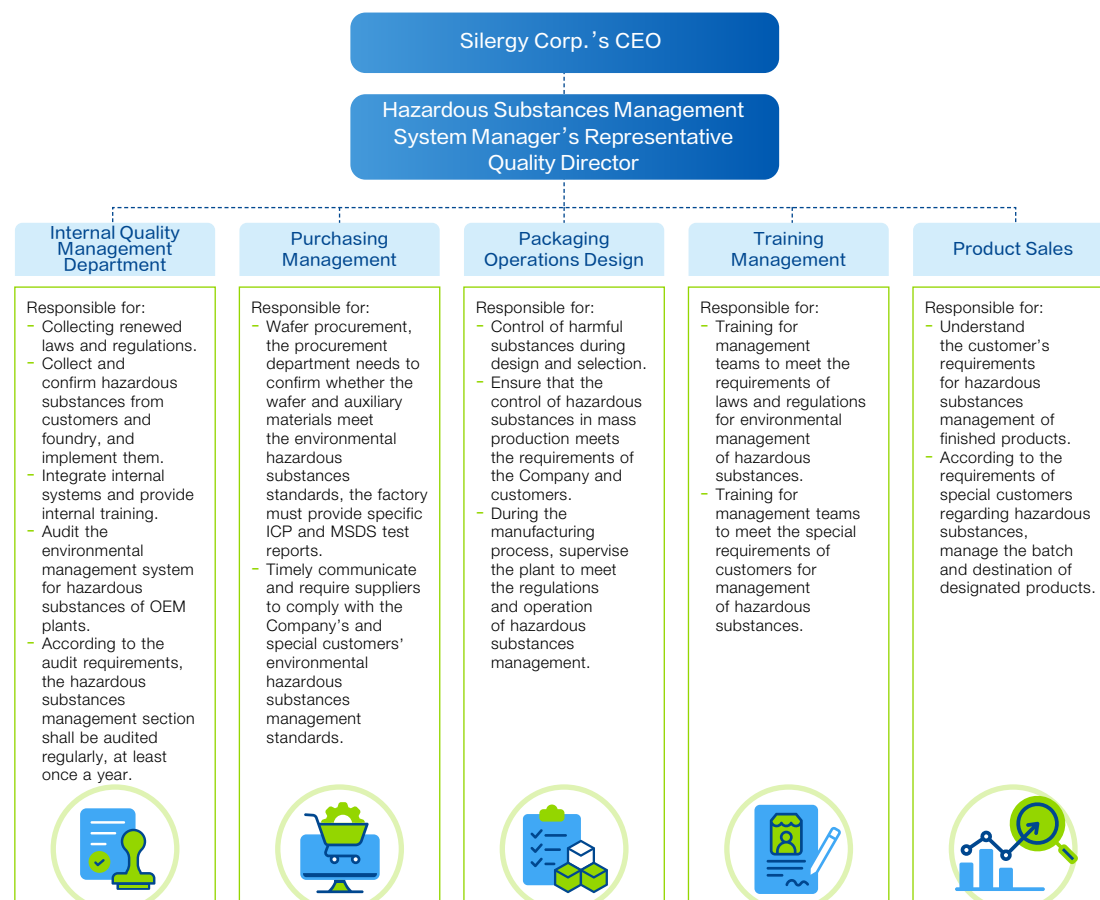 Silergy Corp.’s CEO
Hazardous Substances Management
System Manager’s Representative
Quality Director
Internal Quality
Management
Department
Responsible for:
- Collecting renewed
laws and regulations.
- Collect and
confirm hazardous
substances from
customers and
foundry, and
implement them.
- Integrate internal
systems and provide
internal training.
- Audit the
environmental
management system
for hazardous
substances of OEM
plants.
- According to the
audit requirements,
the hazardous
substances
management section
shall be audited
regularly, at least
once a year.
Purchasing
Management
Responsible for:
- Wafer procurement,
the procurement
department needs to
confirm whether the
wafer and auxiliary
materials meet
the environmental
hazardous
substances
standards, the factory
must provide specific
ICP and MSDS test
reports.
- Timely communicate
and require suppliers
to comply with the
Company’s and
special customers’
environmental
hazardous
substances
management
standards.
Packaging
Operations Design
Responsible for:
- Control of harmful
substances during
design and selection.
- Ensure that the
control of hazardous
substances in mass
production meets
the requirements of
the Company and
customers.
- During the
manufacturing
process, supervise
the plant to meet
the regulations
and operation
of hazardous
substances
management.
Training
Management
Responsible for:
- Training for
management
teams to meet the
requirements of
laws and regulations
for environmental
management
of hazardous
substances.
- Training for
management teams
to meet the special
requirements of
customers for
management
of hazardous
substances.
Product Sales
Responsible for:
- Understand
the customer’s
requirements
for hazardous
substances
management of
finished products.
- According to the
requirements of
special customers
regarding hazardous
substances,
manage the batch
and destination of
designated products.